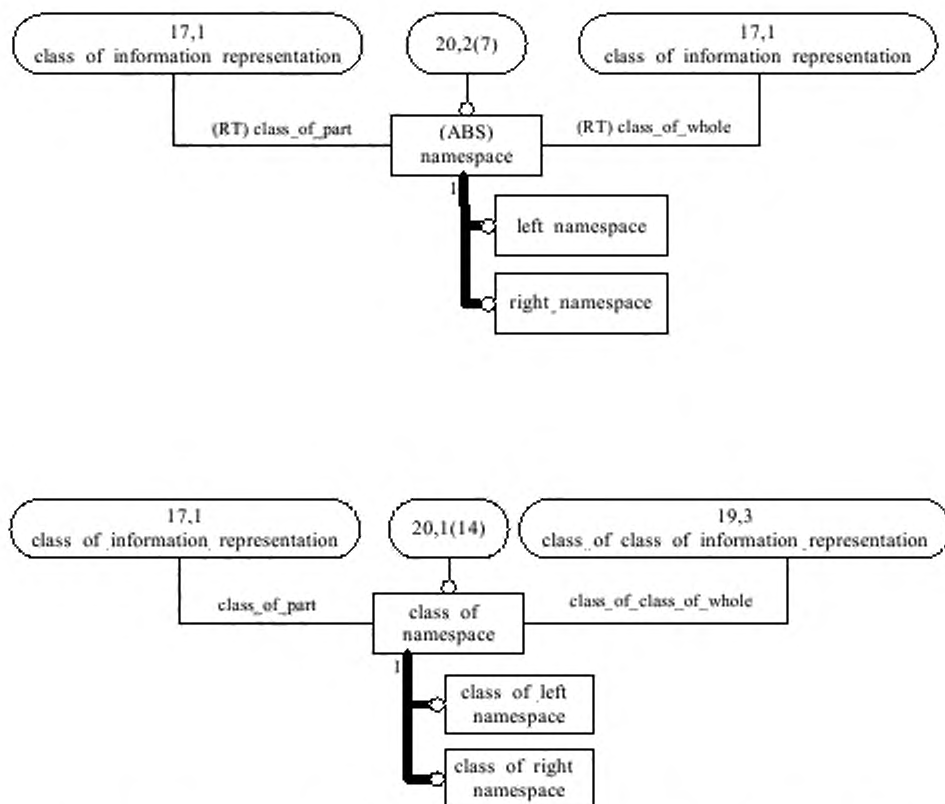 17,1
class of information representation
20,2(7)
17,1
class of information representation
(RT) class_of_part
(ABS)
namespace
(RT) class_of_whole
1
left namespace
right namespace
17,1
class of information representation
20,1(14)
19,3
class of class of information representation
class_of_part
class of
namespace
class_of_class_of_whole
1
class of left
namespace
class of right
namespace